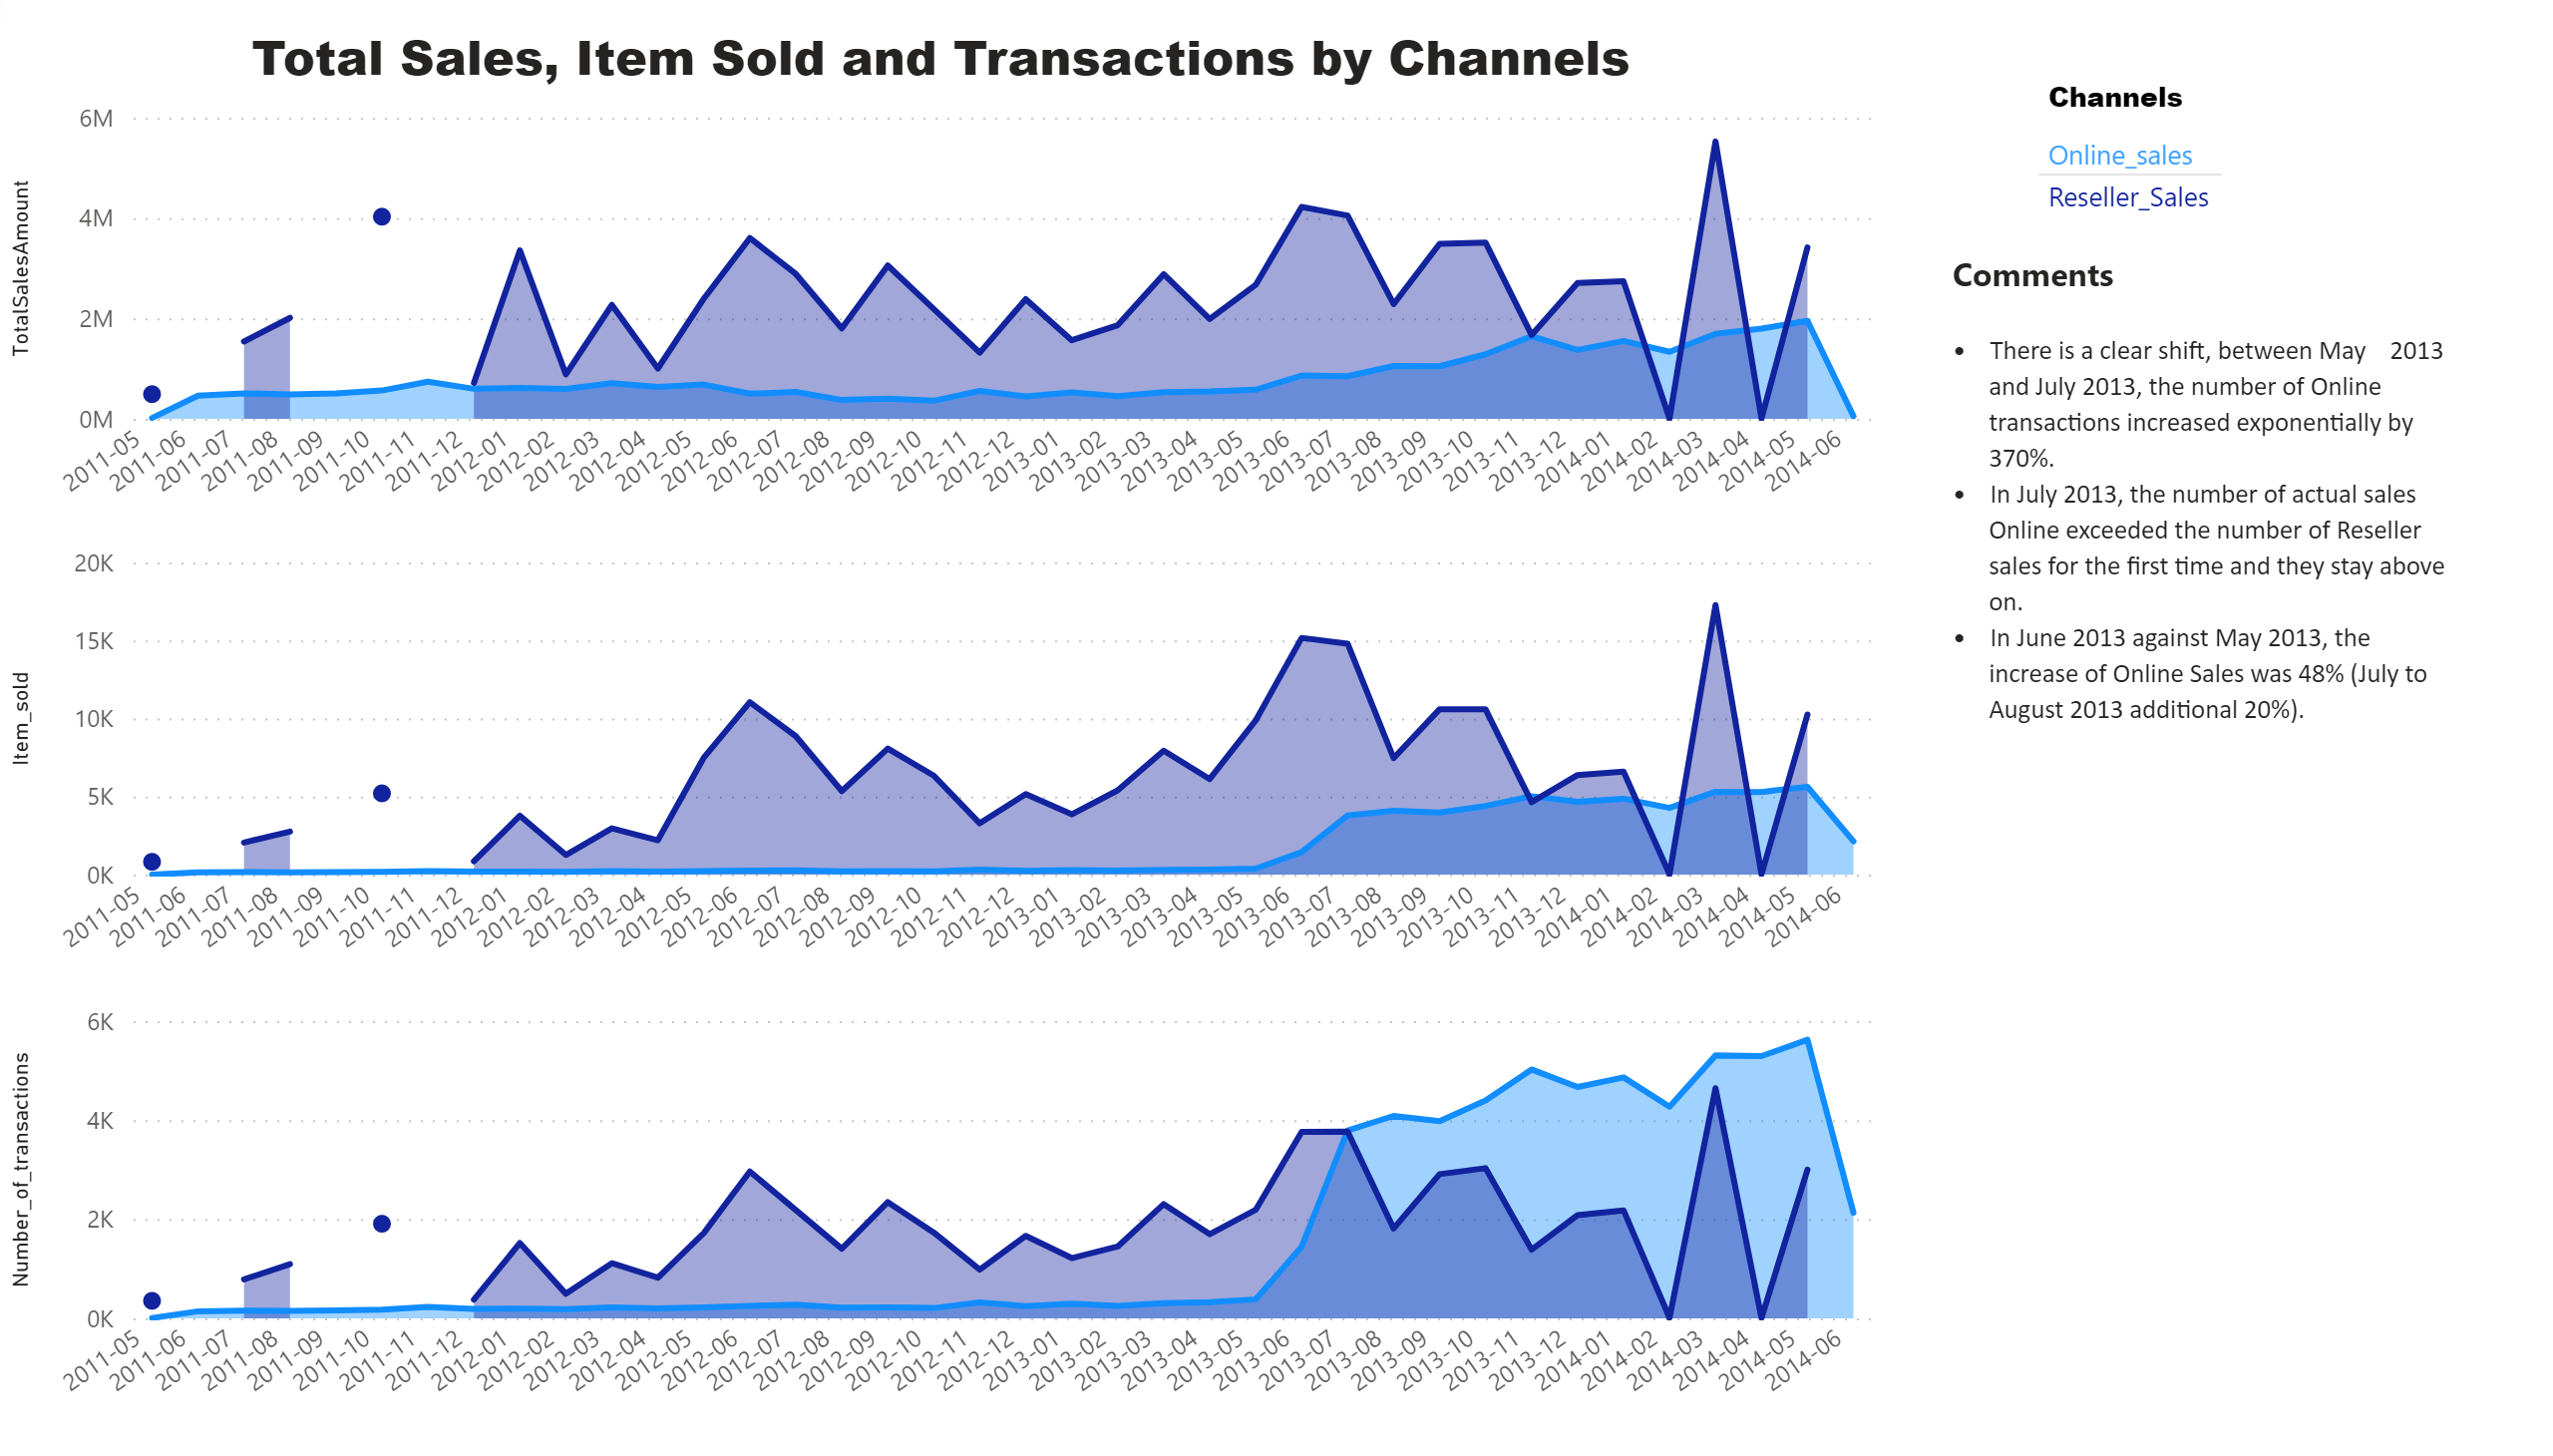 Total Sales, Item Sold and Transactions by Channels
TotalSalesAmount
6M
4M
2M
0M
2011-05 2011-06 2011-07 2011-08 2011-09 2011-10 2011-11 2011-12 2012-01 2012-02 2012-03 2012-04 2012-05 2012-06 2012-07 2012-08 2012-09 2012-10 2012-11 2012-12 2013-01 2013-02 2013-03 2013-04 2013-05 2013-06 2013-07 2013-08 2013-09 2013-10 2013-11 2013-12 2014-01 2014-02 2014-03 2014-04 2014-05 2014-06
Item_sold
20K
15K
10K
5K
0K
2011-05 2011-06 2011-07 2011-08 2011-09 2011-10 2011-11 2011-12 2012-01 2012-02 2012-03 2012-04 2012-05 2012-06 2012-07 2012-08 2012-09 2012-10 2012-11 2012-12 2013-01 2013-02 2013-03 2013-04 2013-05 2013-06 2013-07 2013-08 2013-09 2013-10 2013-11 2013-12 2014-01 2014-02 2014-03 2014-04 2014-05 2014-06
Number_of_transactions
6K
4K
2K
0K
2011-05 2011-06 2011-07 2011-08 2011-09 2011-10 2011-11 2011-12 2012-01 2012-02 2012-03 2012-04 2012-05 2012-06 2012-07 2012-08 2012-09 2012-10 2012-11 2012-12 2013-01 2013-02 2013-03 2013-04 2013-05 2013-06 2013-07 2013-08 2013-09 2013-10 2013-11 2013-12 2014-01 2014-02 2014-03 2014-04 2014-05 2014-06
Channels
Online_sales
Reseller_Sales
Comments
• There is a clear shift, between May 2013
and July 2013, the number of Online
transactions increased exponentially by
370%.
• In July 2013, the number of actual sales
Online exceeded the number of Reseller
sales for the first time and they stay above
on.
• In June 2013 against May 2013, the
increase of Online Sales was 48% (July to
August 2013 additional 20%).